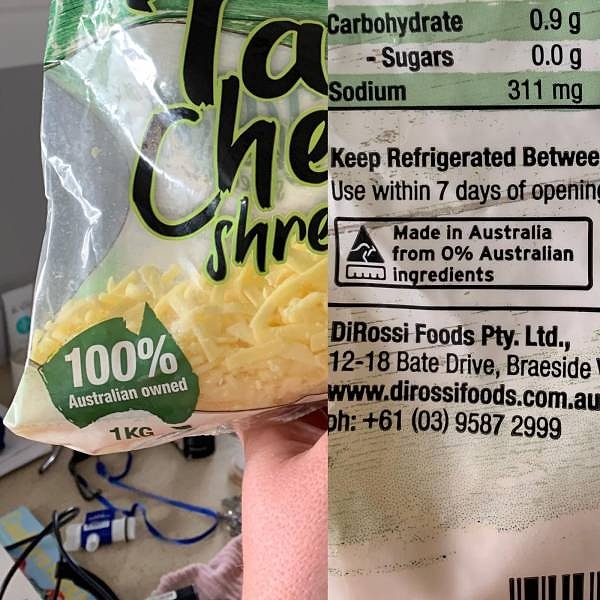 Ta
Che
shre
100%
Australian owned
1KG
Carbohydrate 0.9 g
- Sugars 0.0 g
Sodium 311 mg
Keep Refrigerated Betwee
Use within 7 days of opening
Made in Australia
from 0% Australian
ingredients
DiRossi Foods Pty. Ltd.,
12-18 Bate Drive, Braeside
www.dirossifoods.com.au
ph: +61 (03) 9587 2999